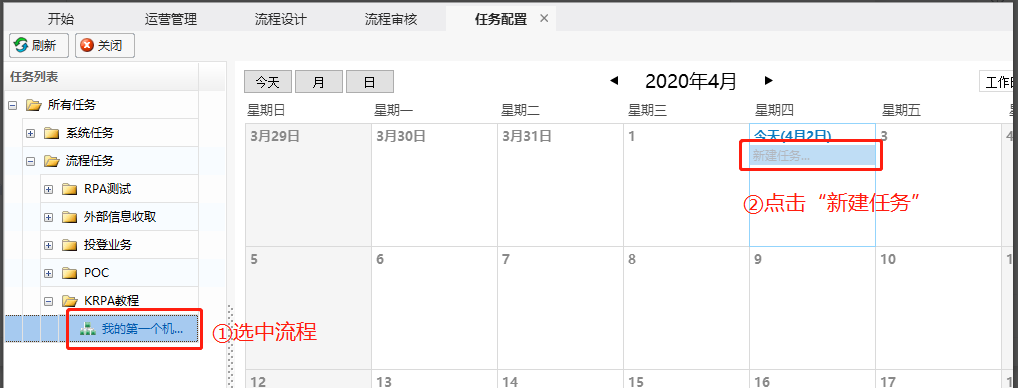 开始 运营管理 流程设计 流程审核 任务配置
刷新 关闭
任务列表
所有任务
系统任务
流程任务
RPA测试
外部信息收取
投登业务
POC
KRPA教程
我的第一个机...
①选中流程
今天 月 日 2020年4月
星期日 星期一 星期二 星期三 星期四 星期五
3月29日 3月30日 3月31日 1 今天(4月2日) 3 4
新建任务...
②点击“新建任务”
5 6 7 8 9 10
12 13 14 15 16 17